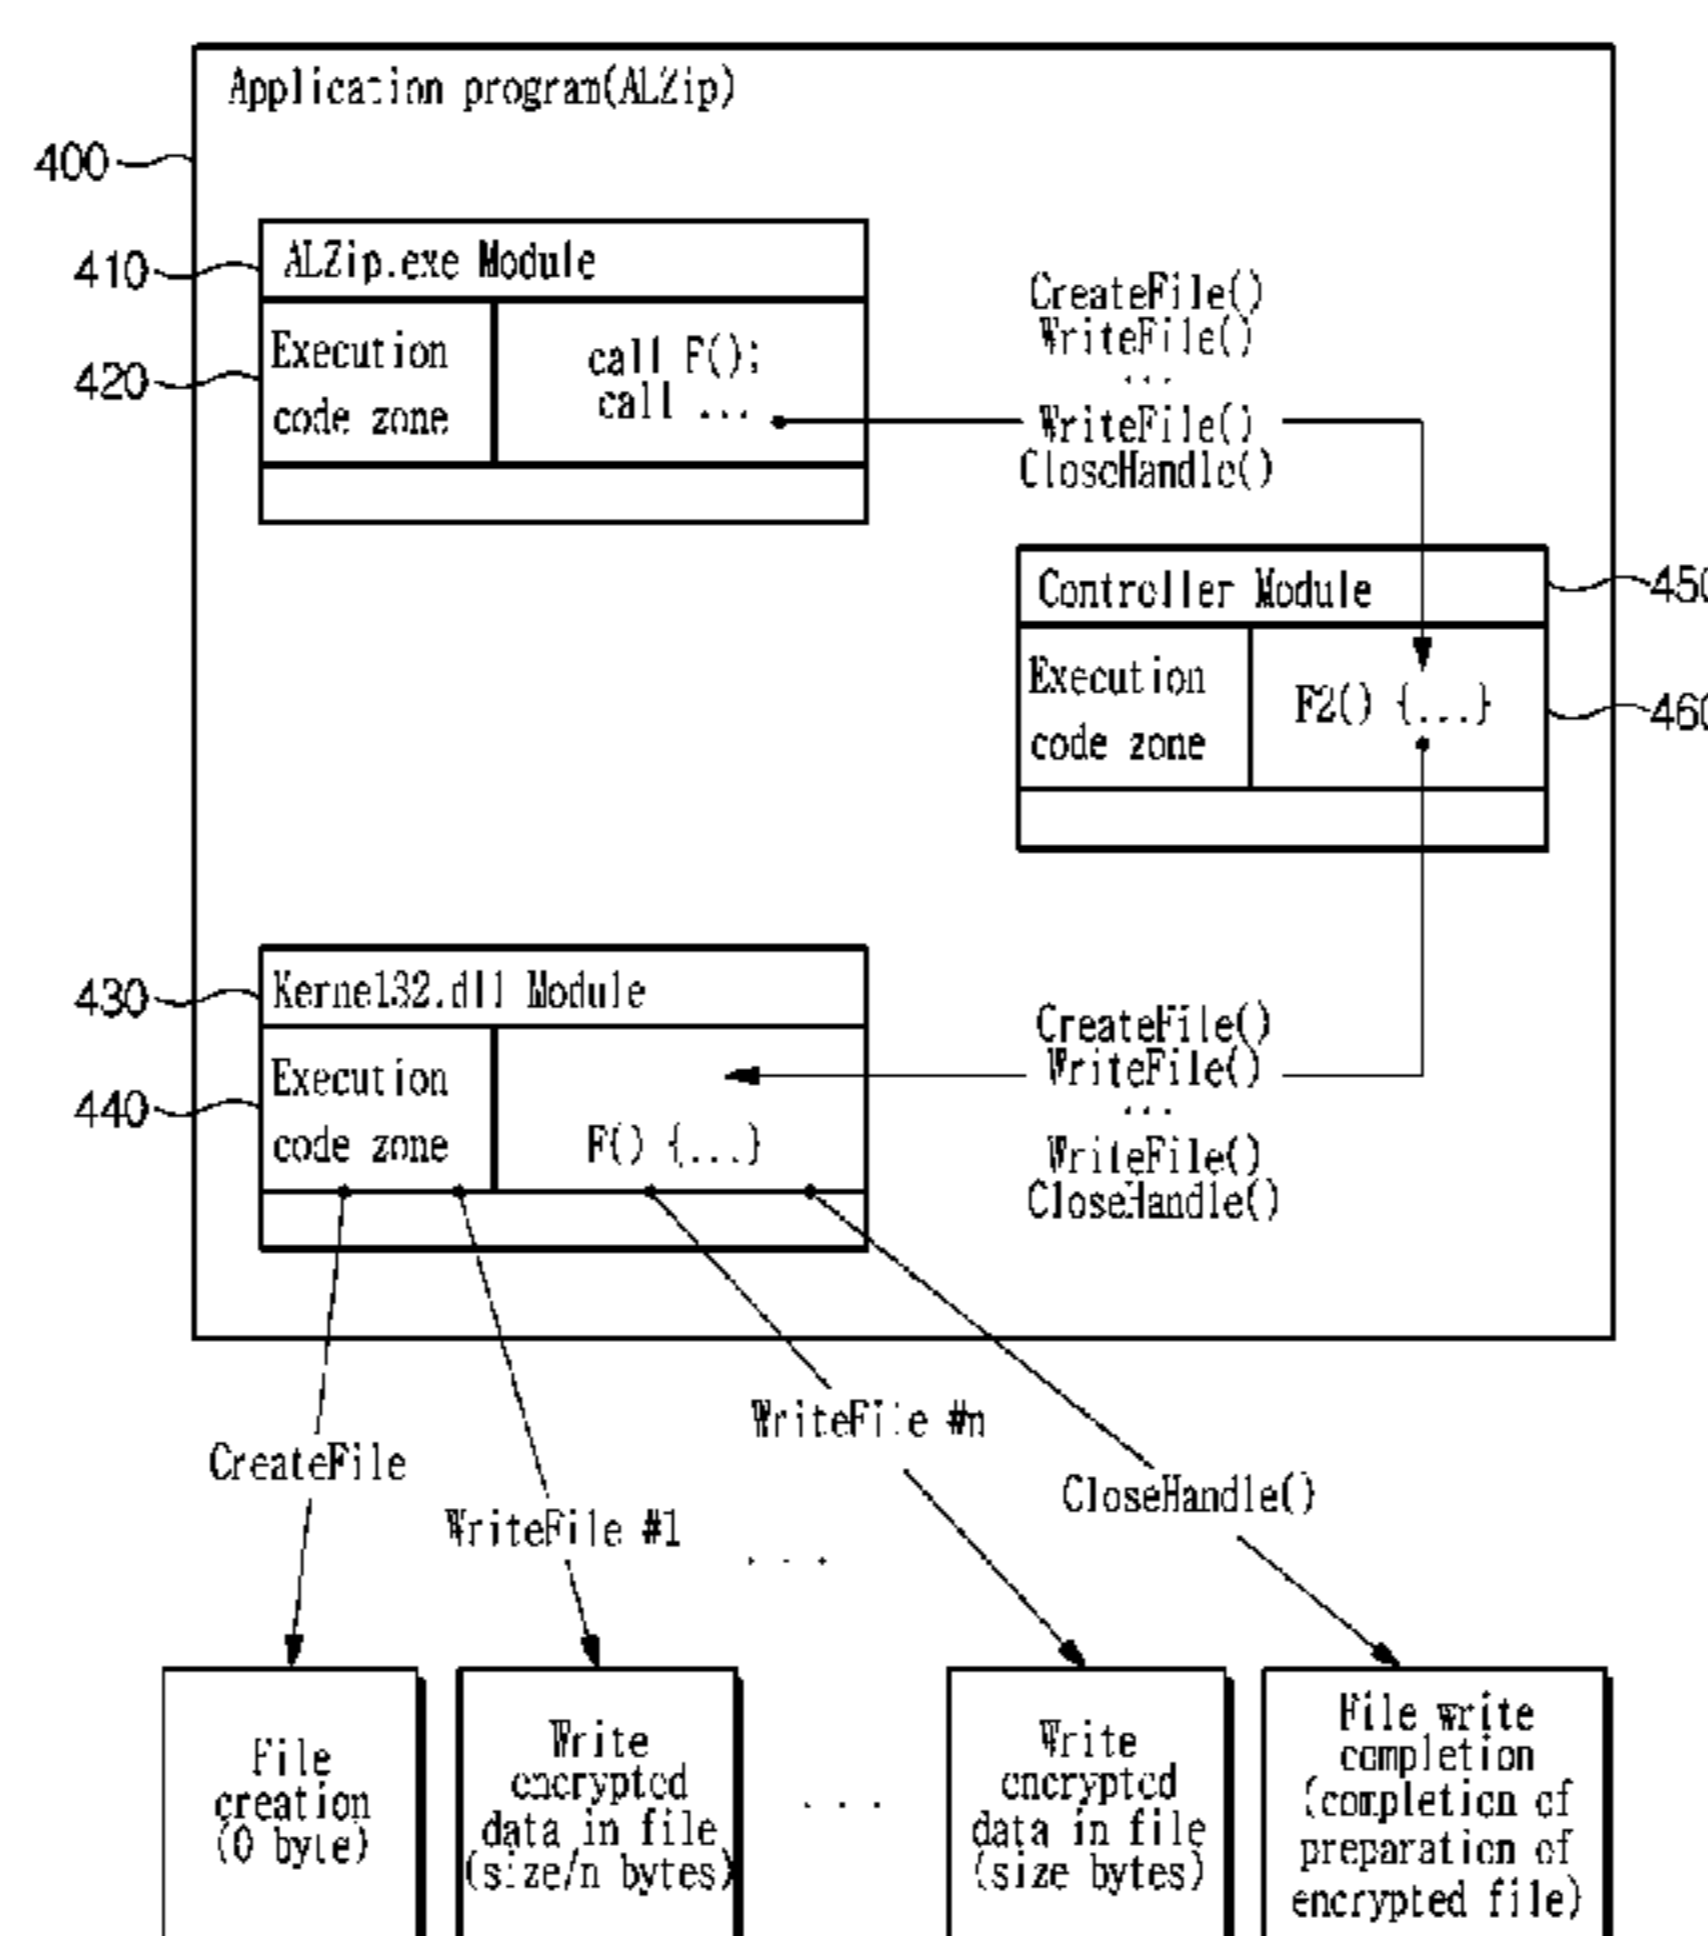 Application program(ALZip)
400
410
ALZip.exe Module
420
Execution
code zone
call F();
call ...
CreateFile()
WriteFile()
...
WriteFile()
CloseHandle()
Controller Module
450
Execution
code zone
F2() {...}
460
430
Kernel32.dll Module
440
Execution
code zone
F() {...}
CreateFile()
WriteFile()
...
WriteFile()
CloseHandle()
CreateFile
WriteFile #1
...
WriteFile #n
CloseHandle()
File
creation
(0 byte)
Write
encrypted
data in file
(size/n bytes)
...
Write
encrypted
data in file
(size bytes)
File write
completion
(completion of
preparation of
encrypted file)